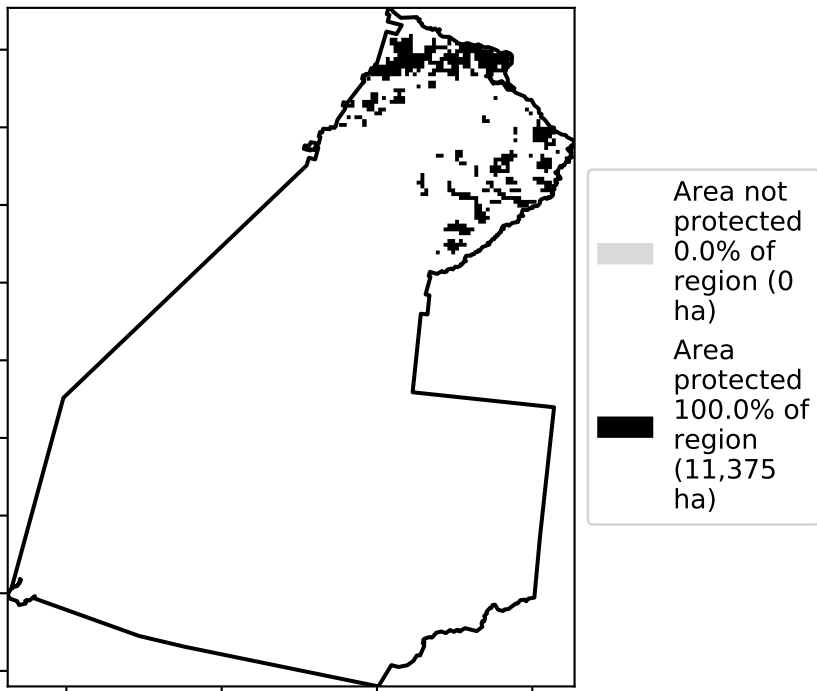 Area not
protected
0.0% of
region (0
ha)
Area
protected
100.0% of
region
(11,375
ha)